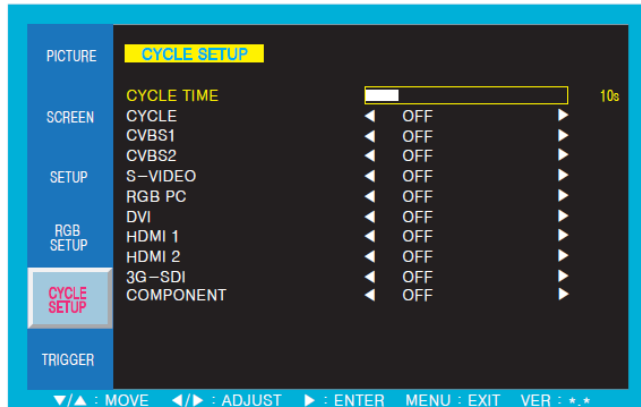 PICTURE
SCREEN
SETUP
RGB
SETUP
CYCLE
SETUP
TRIGGER
CYCLE SETUP
CYCLE TIME 10s
CYCLE ◀ OFF ▶
CVBS1 ◀ OFF ▶
CVBS2 ◀ OFF ▶
S-VIDEO ◀ OFF ▶
RGB PC ◀ OFF ▶
DVI ◀ OFF ▶
HDMI 1 ◀ OFF ▶
HDMI 2 ◀ OFF ▶
3G-SDI ◀ OFF ▶
COMPONENT ◀ OFF ▶
▼/▲ : MOVE ◀/▶ : ADJUST ▶ : ENTER MENU : EXIT VER : *.*